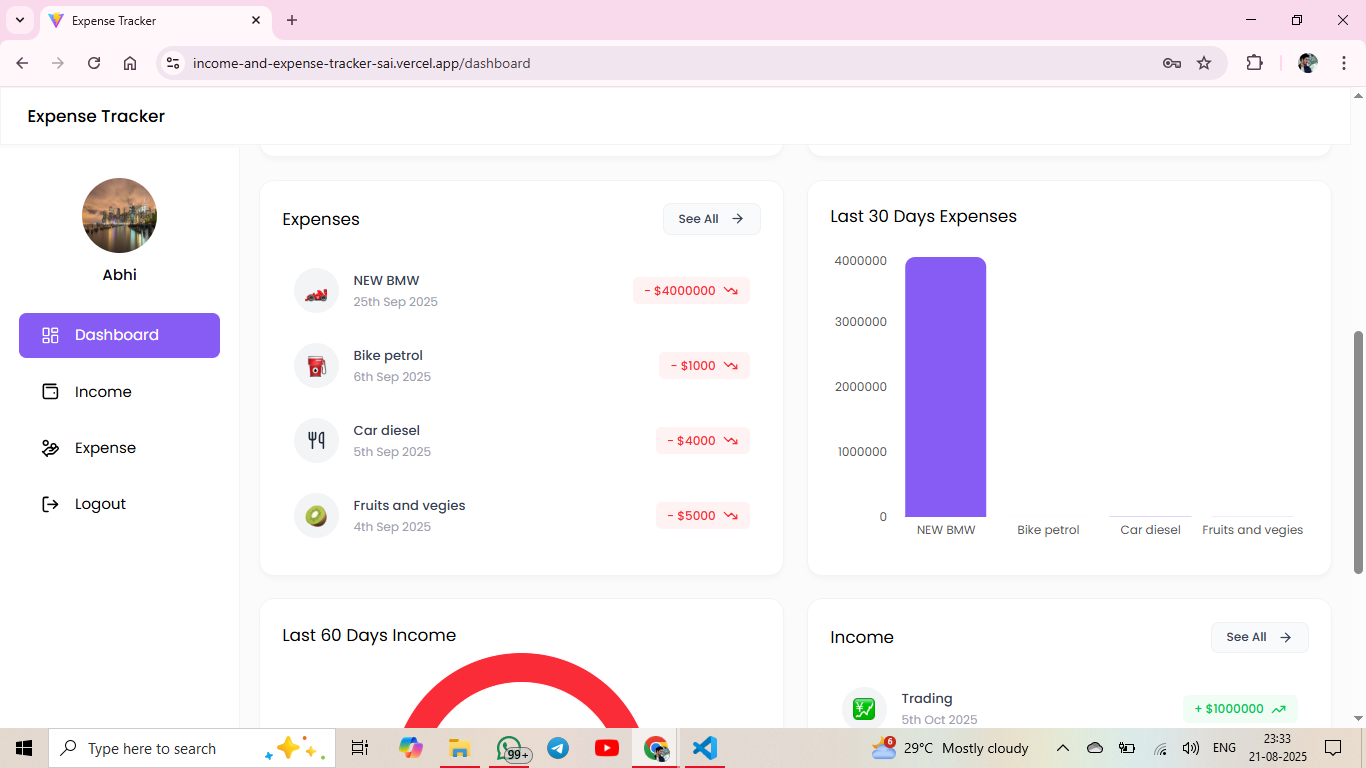 Expense Tracker
income-and-expense-tracker-sai.vercel.app/dashboard
Expense Tracker
Abhi
Dashboard
Income
Expense
Logout
Expenses
See All
NEW BMW
25th Sep 2025
- $4000000
Bike petrol
6th Sep 2025
- $1000
Car diesel
5th Sep 2025
- $4000
Fruits and vegies
4th Sep 2025
- $5000
Last 30 Days Expenses
4000000
3000000
2000000
1000000
0
NEW BMW Bike petrol Car diesel Fruits and vegies
Last 60 Days Income
Income
See All
Trading
5th Oct 2025
+ $1000000
Type here to search
99+
6
29°C Mostly cloudy
ENG
23:33
21-08-2025